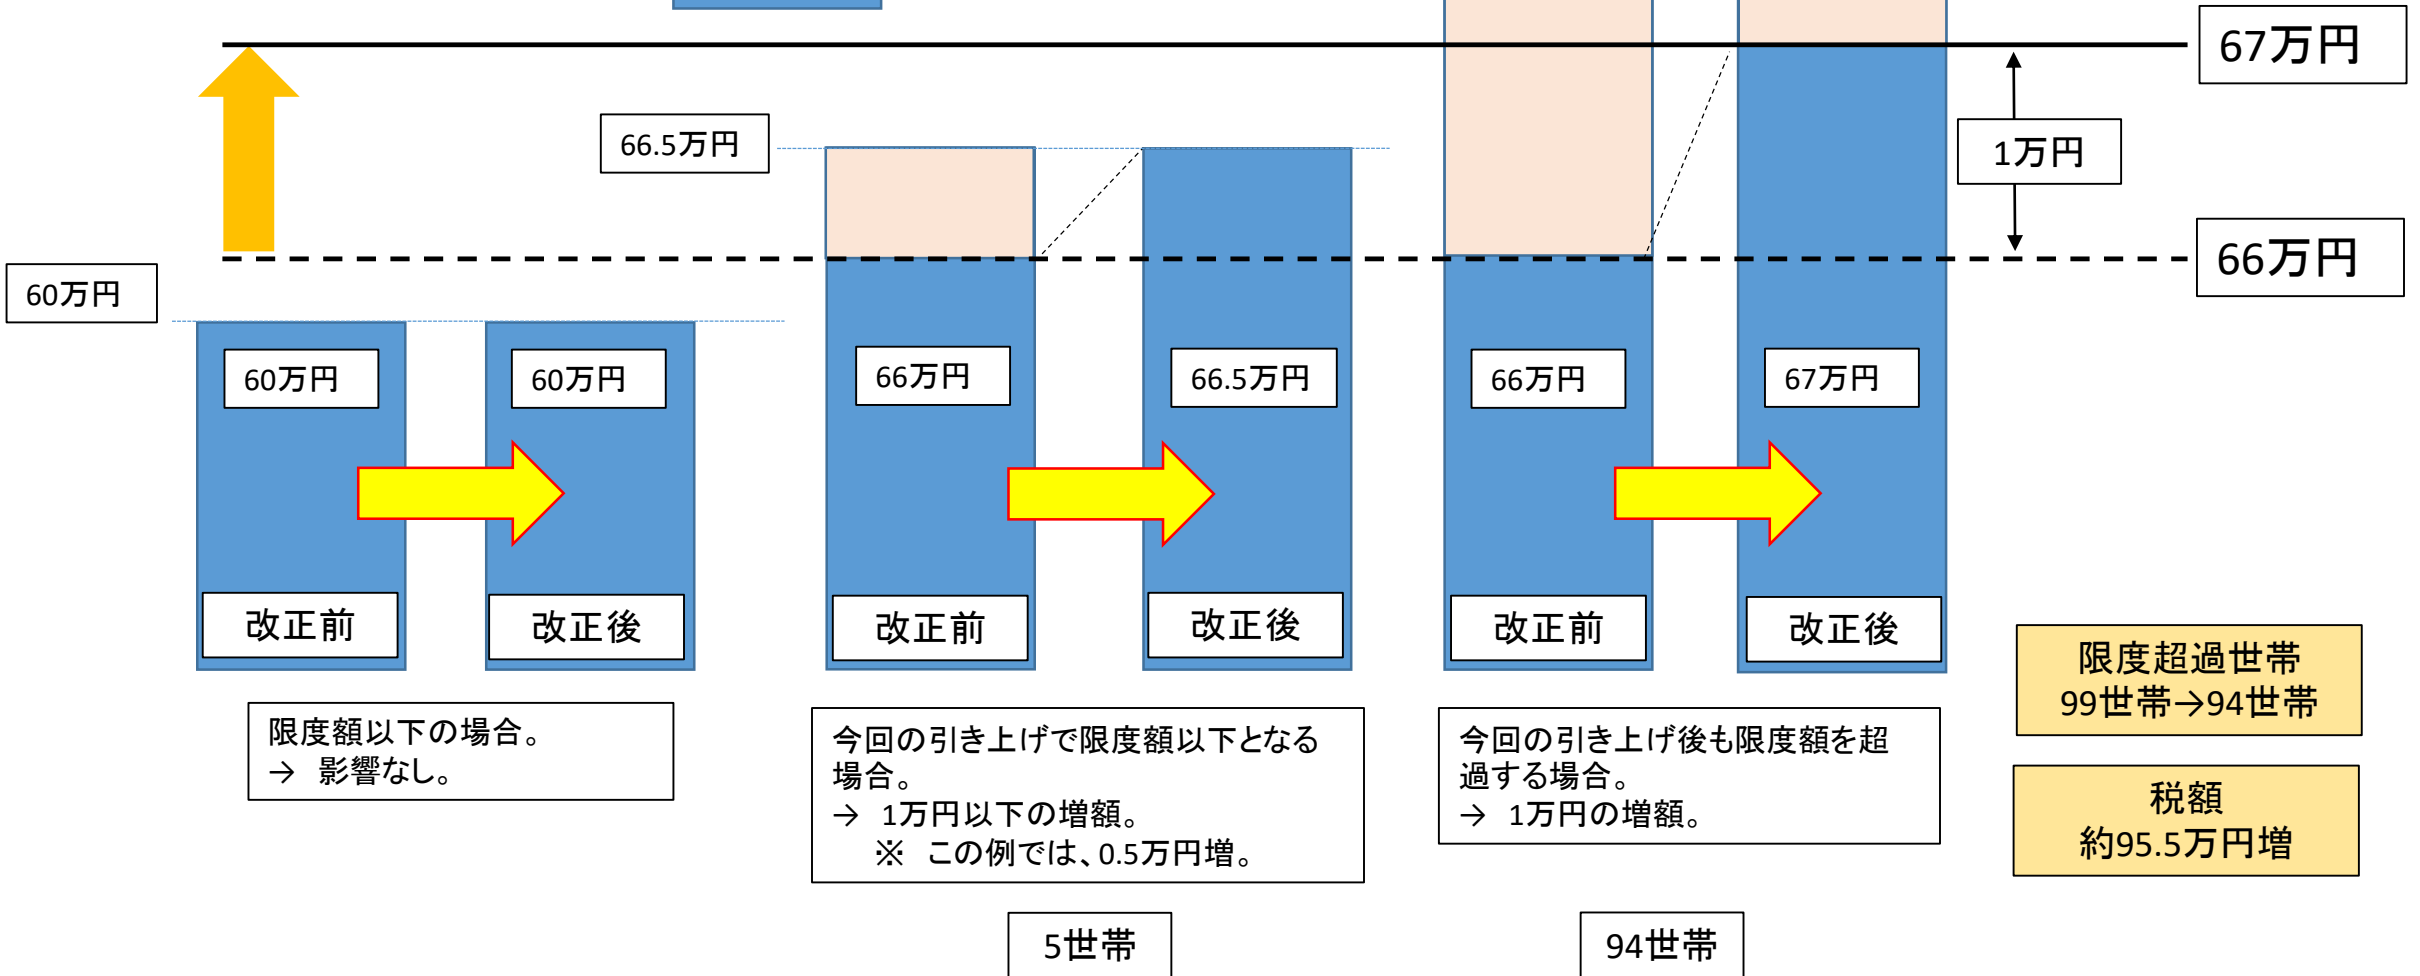 67万円
66.5万円
1万円
66万円
60万円
60万円
60万円
66万円
66.5万円
66万円
67万円
改正前
改正後
改正前
改正後
改正前
改正後
限度超過世帯
99世帯→94世帯
限度額以下の場合。
→ 影響なし。
今回の引き上げで限度額以下となる
場合。
→ 1万円以下の増額。
※ この例では、0.5万円増。
今回の引き上げ後も限度額を超
過する場合。
→ 1万円の増額。
税額
約95.5万円増
5世帯
94世帯